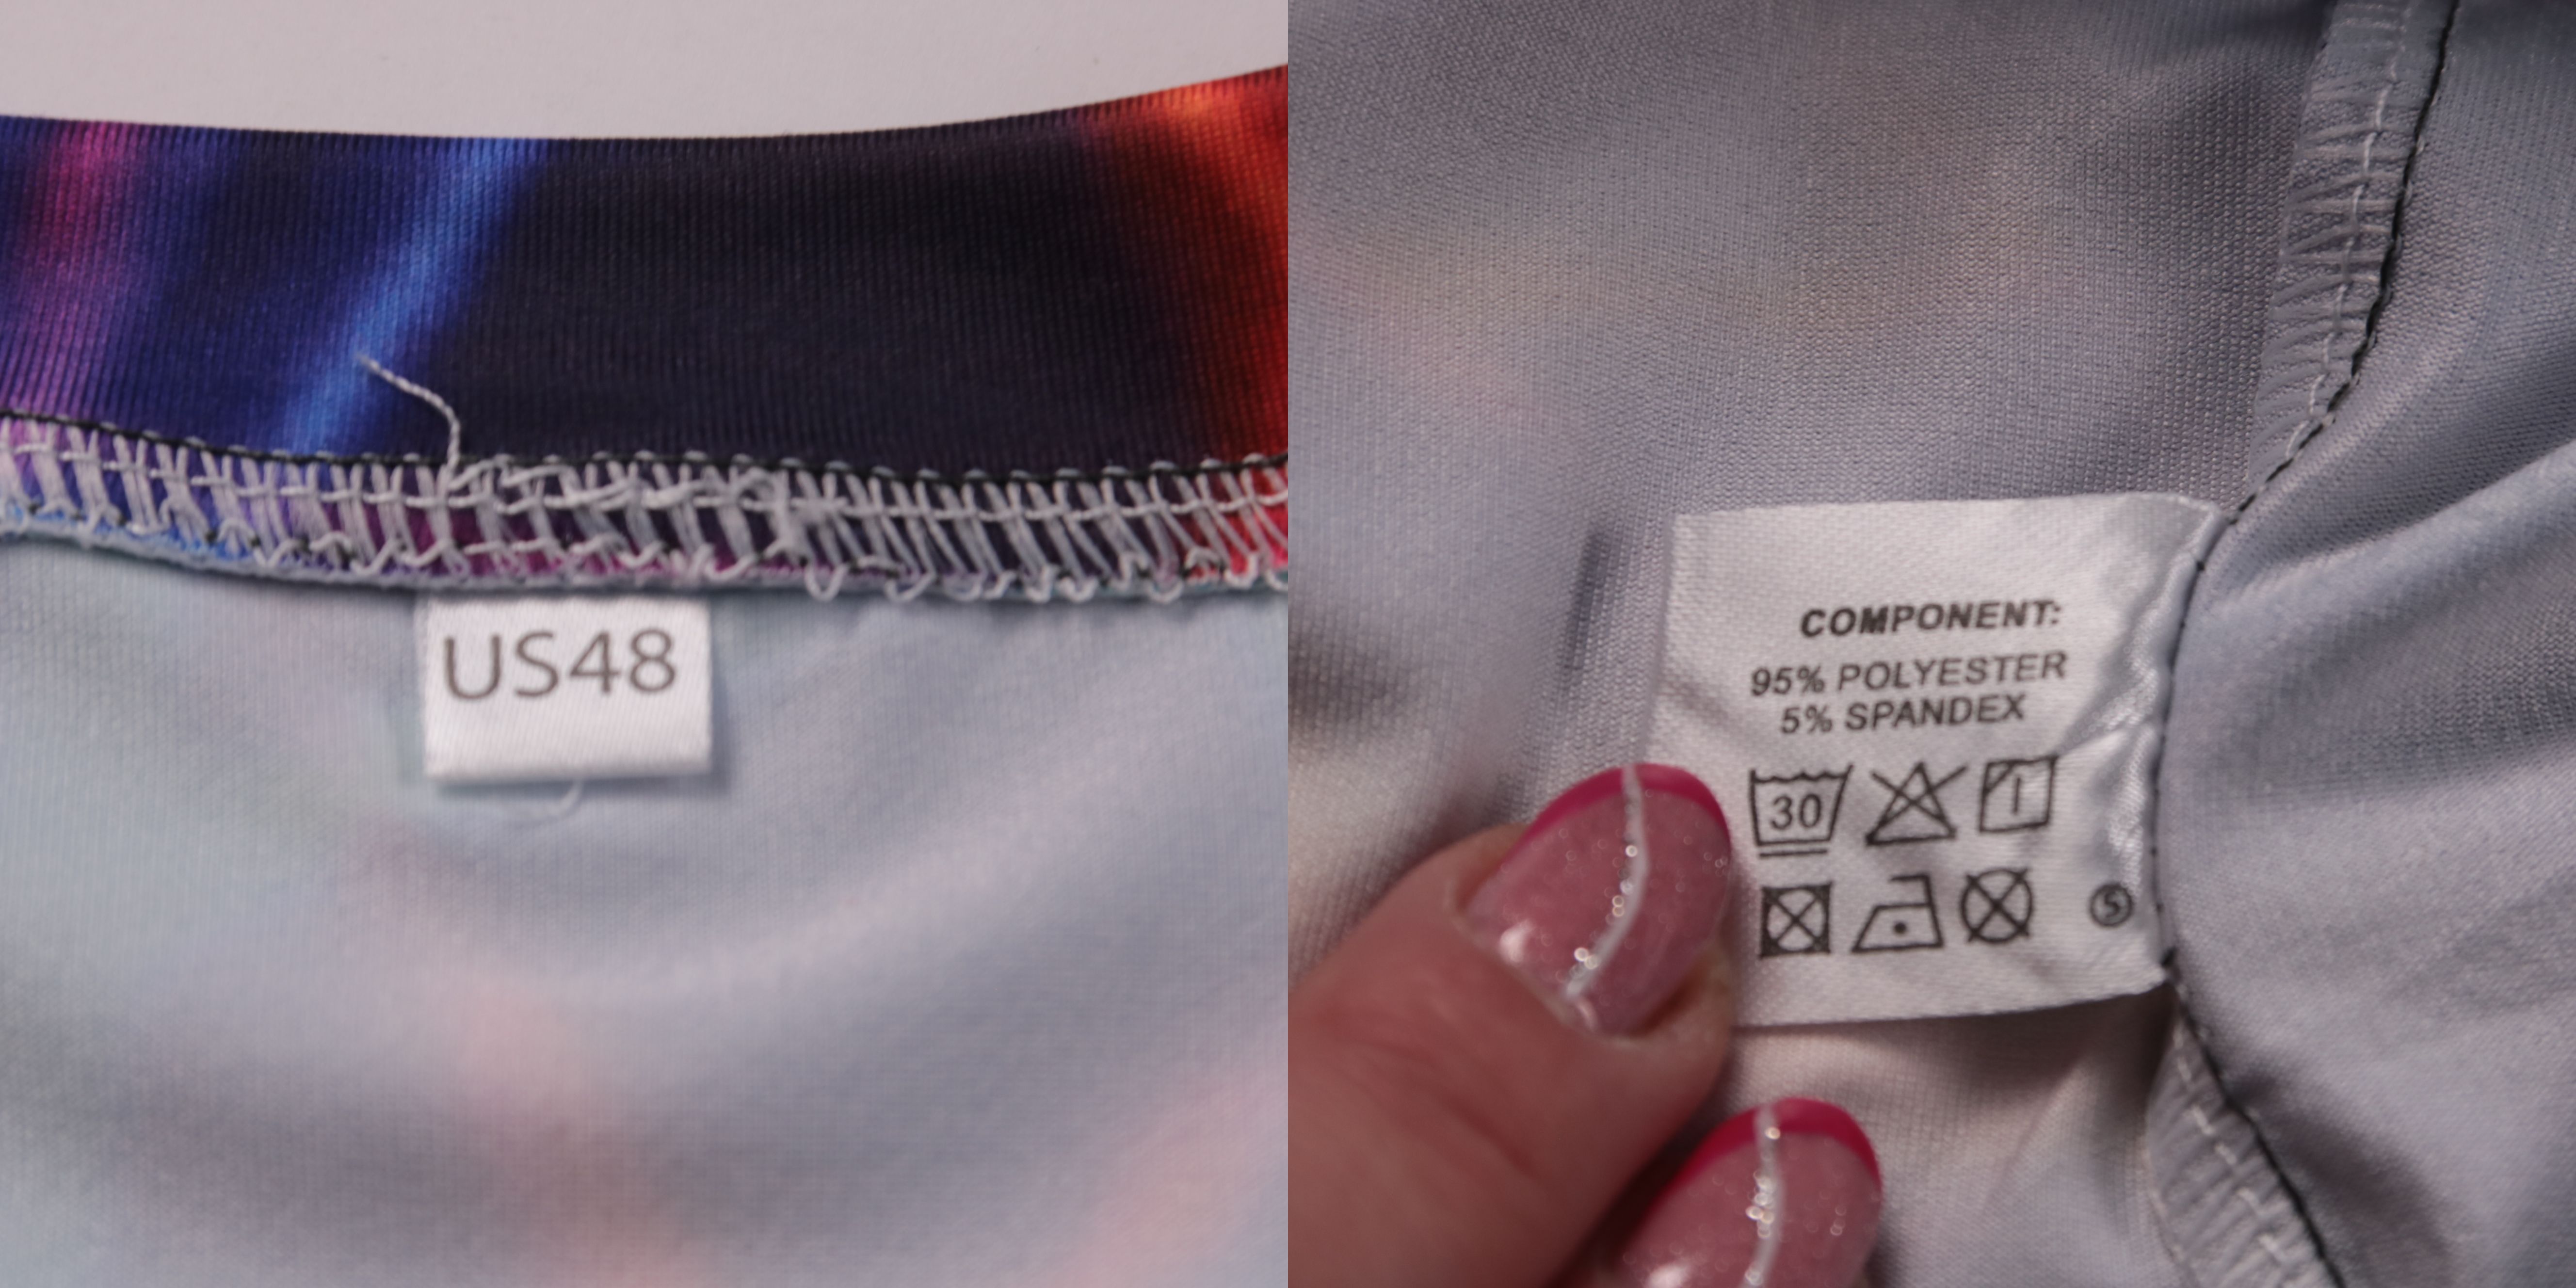 US48
COMPONENT:
95% POLYESTER
5% SPANDEX
30
S